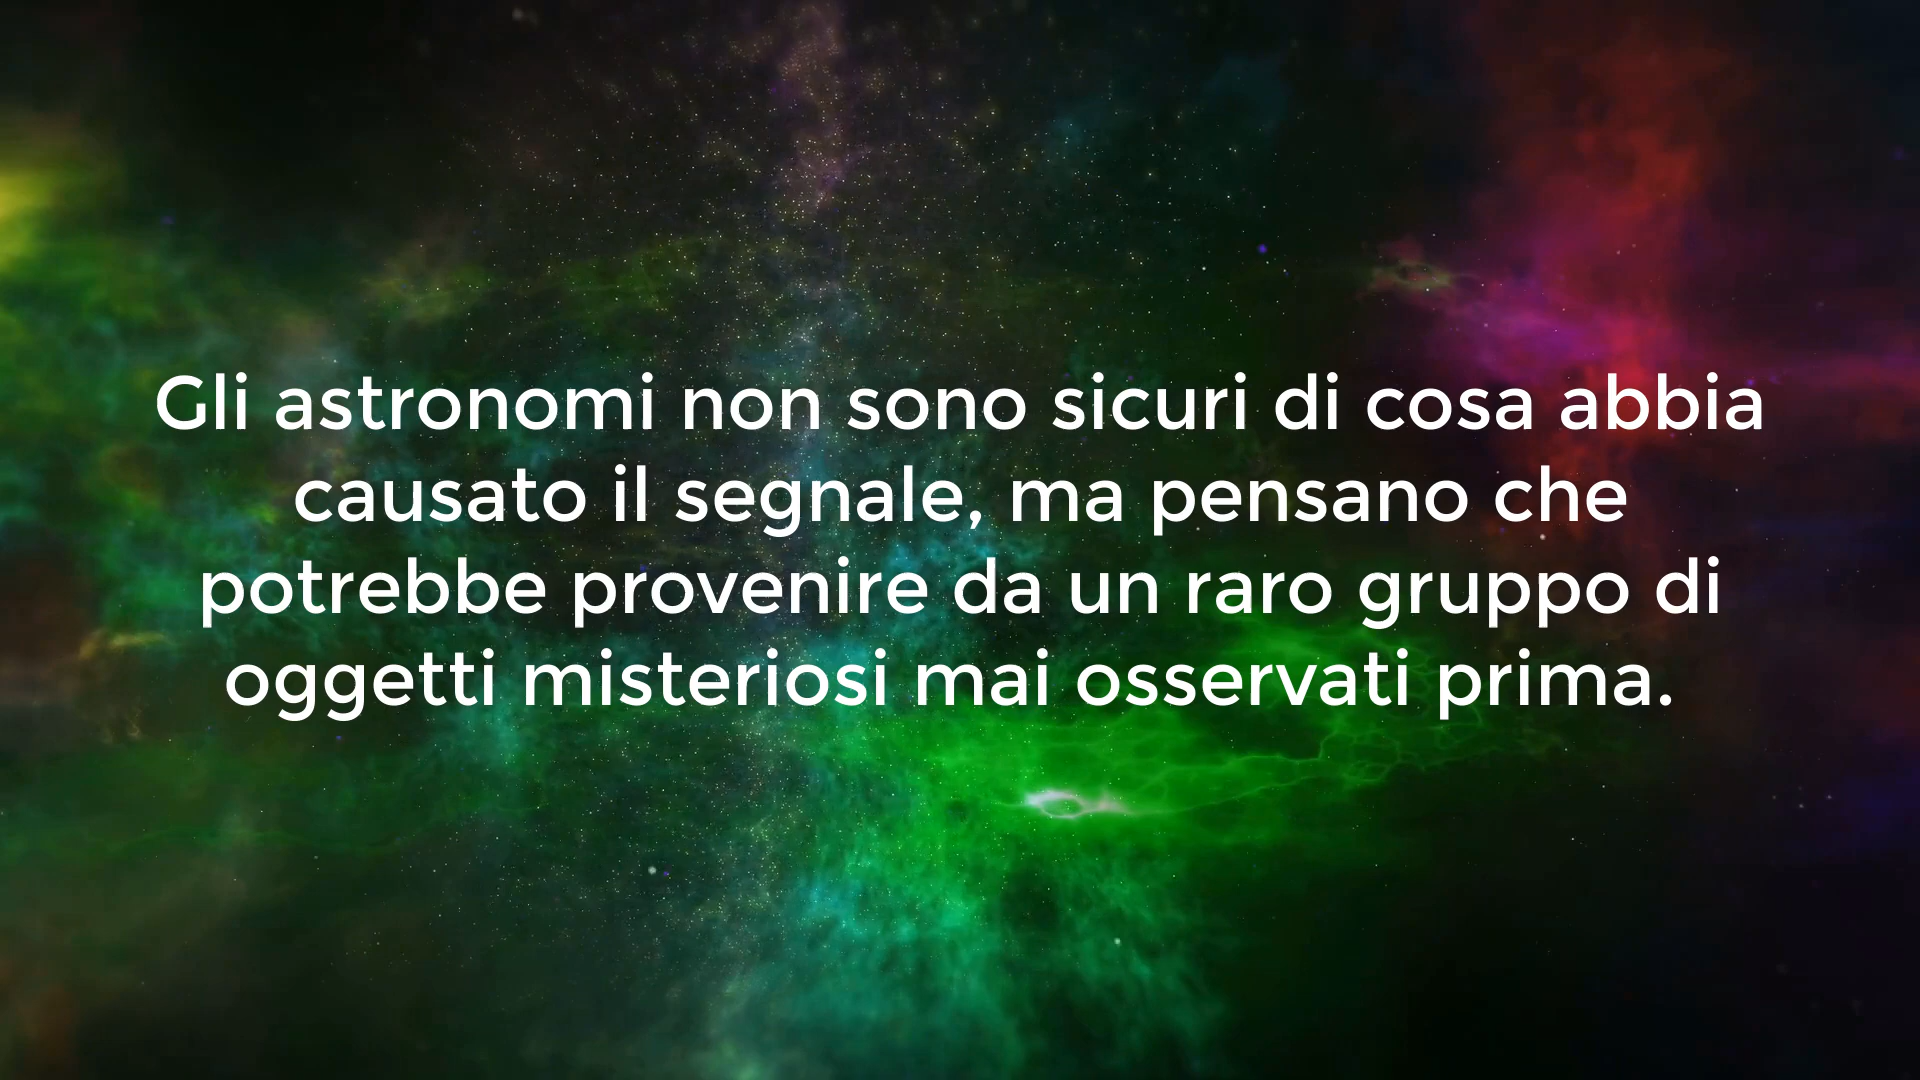 Gli astronomi non sono sicuri di cosa abbia
causato il segnale, ma pensano che
potrebbe provenire da un raro gruppo di
oggetti misteriosi mai osservati prima.